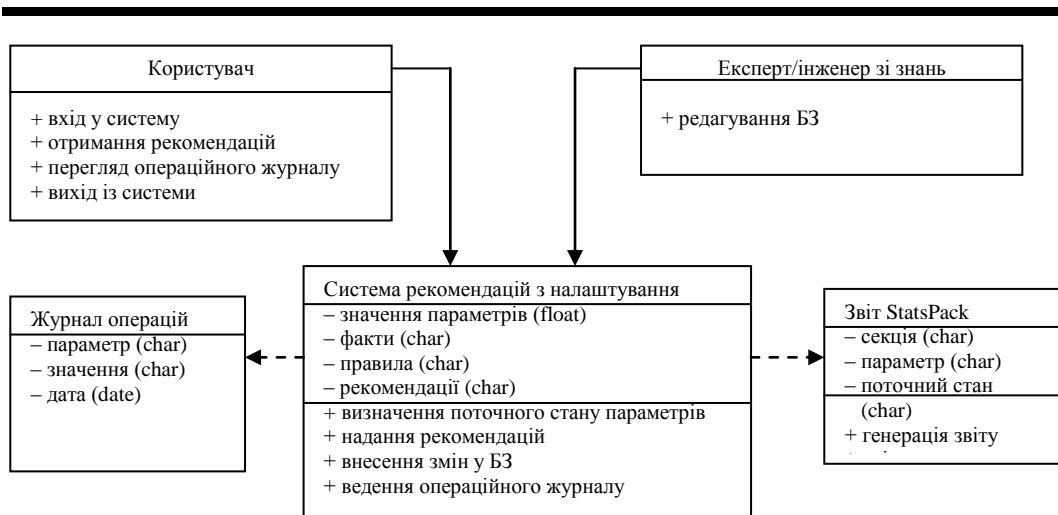 Користувач
+ вхід у систему
+ отримання рекомендацій
+ перегляд операційного журналу
+ вихід із системи
Експерт/інженер зі знань
+ редагування БЗ
Журнал операцій
– параметр (char)
– значення (char)
– дата (date)
Система рекомендацій з налаштування
– значення параметрів (float)
– факти (char)
– правила (char)
– рекомендації (char)
+ визначення поточного стану параметрів
+ надання рекомендацій
+ внесення змін у БЗ
+ ведення операційного журналу
Звіт StatsPack
– секція (char)
– параметр (char)
– поточний стан
(char)
+ генерація звіту